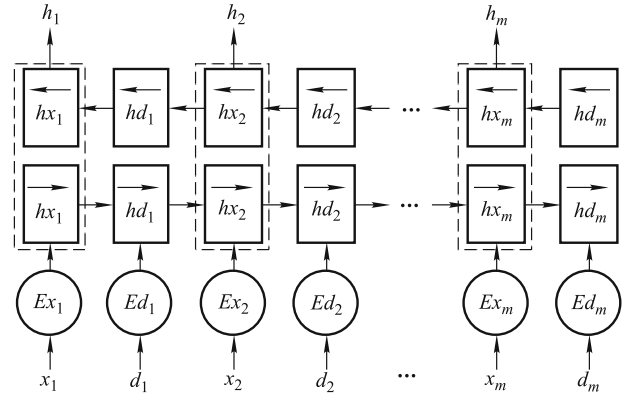 h₁ h₂ hₘ
hx₁ hd₁ hx₂ hd₂ ... hxₘ hdₘ
hx₁ hd₁ hx₂ hd₂ ... hxₘ hdₘ
Ex₁ Ed₁ Ex₂ Ed₂ Exₘ Edₘ
x₁ d₁ x₂ d₂ ... xₘ dₘ